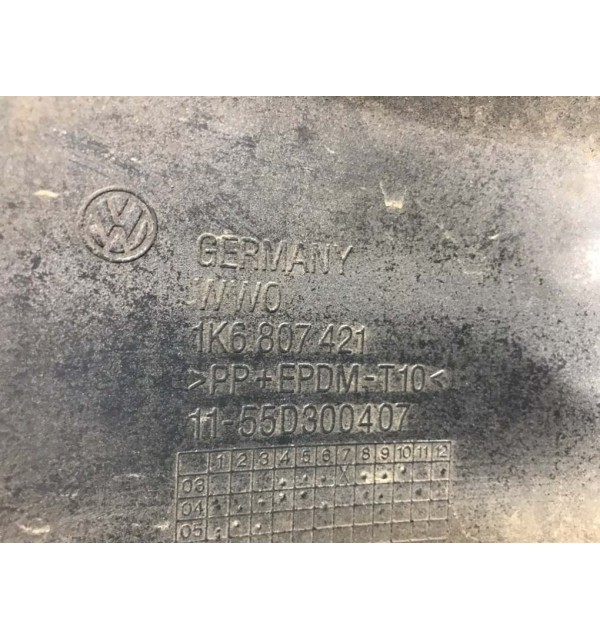 GERMANY
WWO
1K6 807 421
>PP+EPDM-T10<
11-55D300407
1 2 3 4 5 6 7 8 9 10 11 12
03
04
05